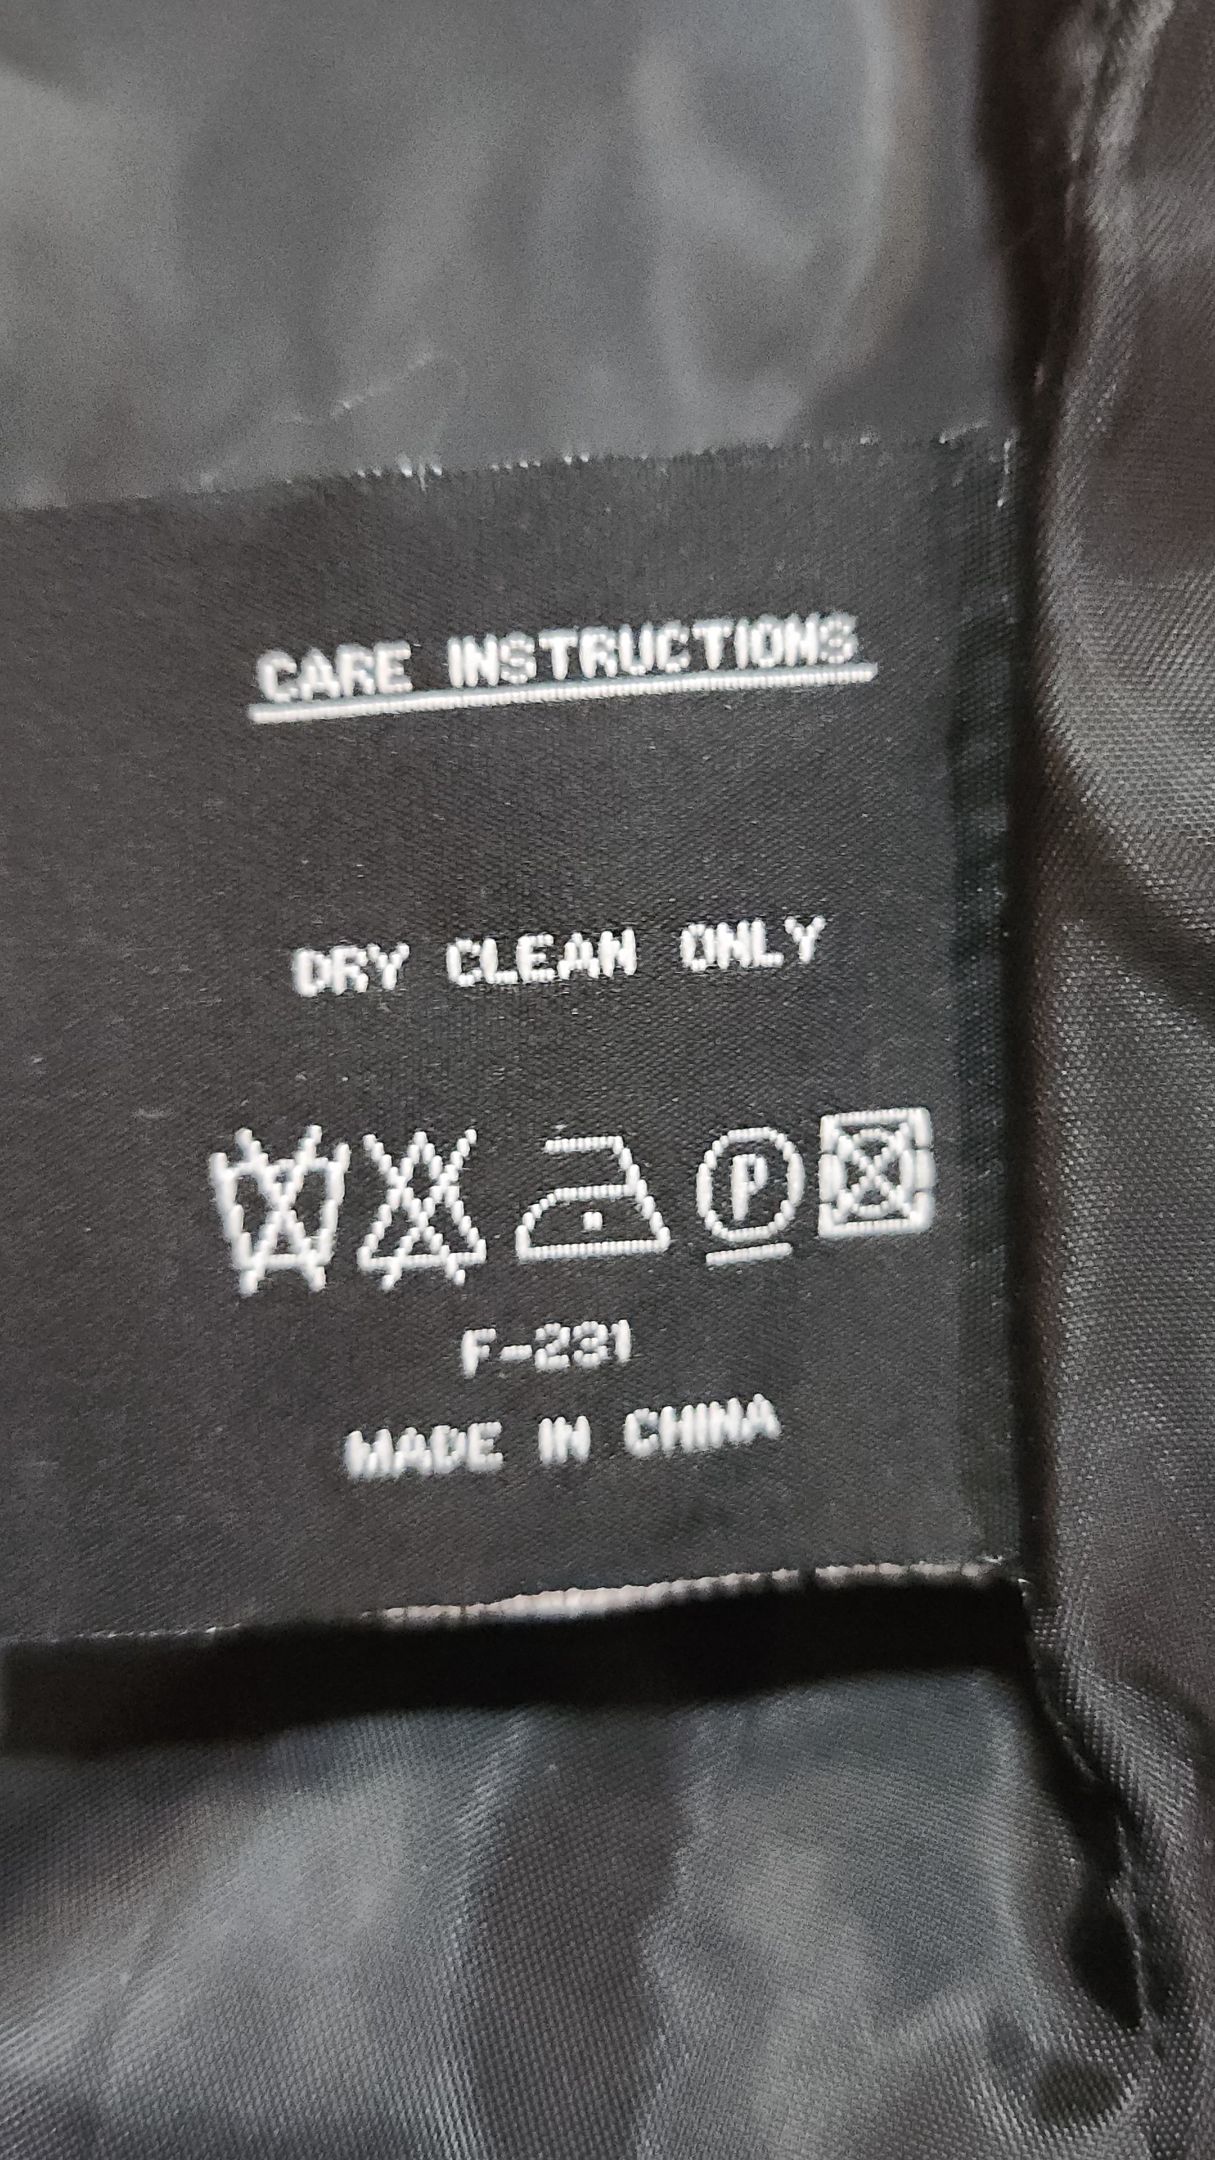 CARE INSTRUCTIONS
DRY CLEAN ONLY
P
F-231
MADE IN CHINA